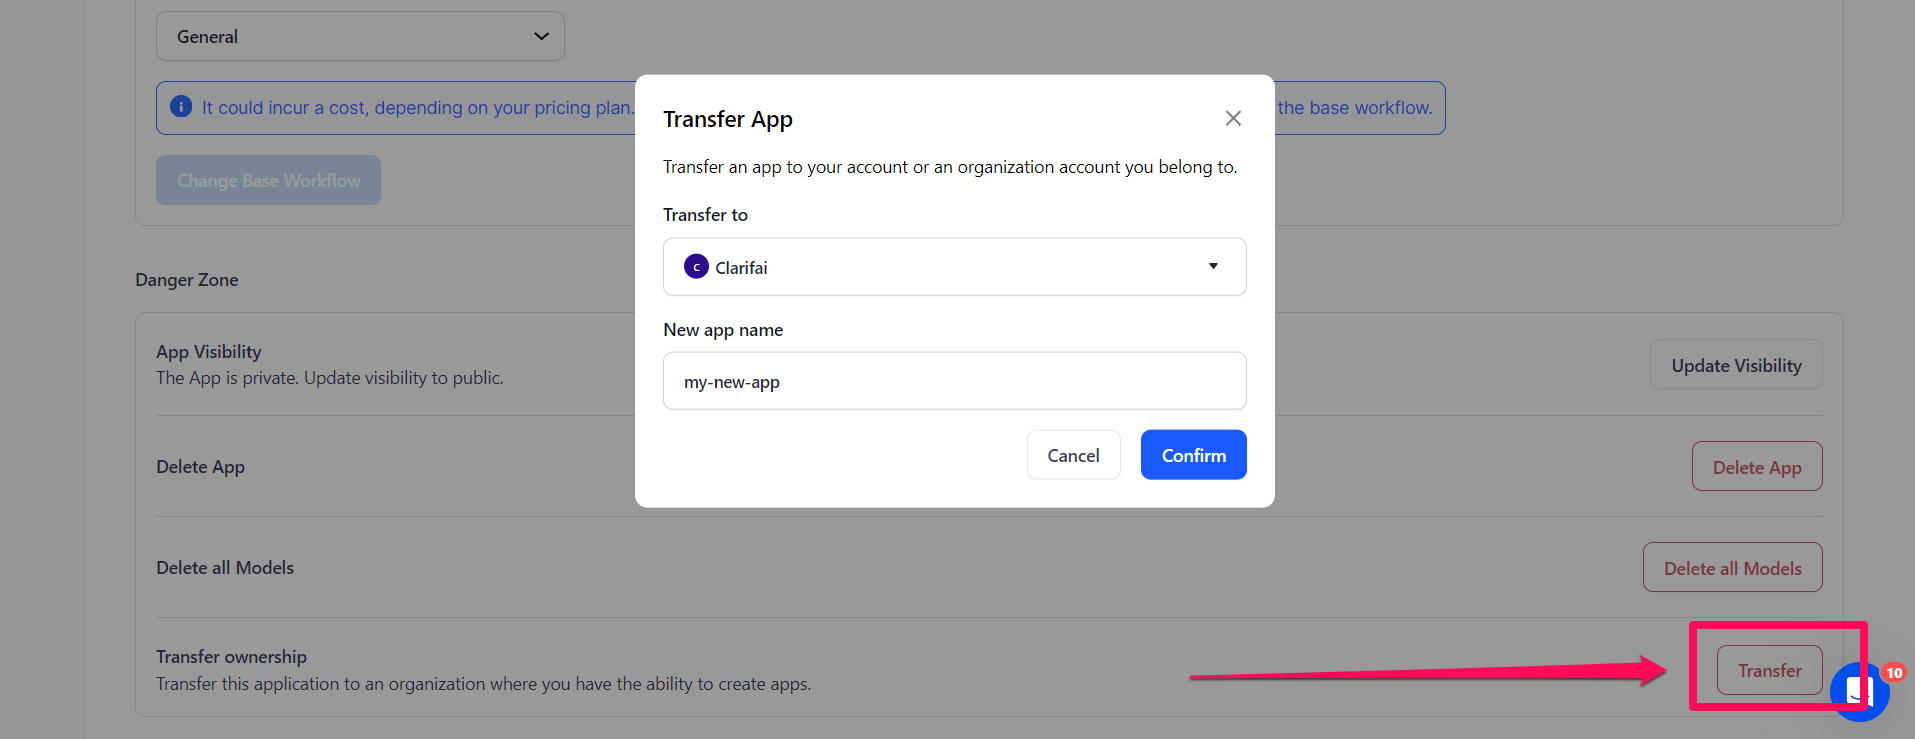 General
It could incur a cost, depending on your pricing plan.
the base workflow.
Change Base Workflow
Transfer App
Transfer an app to your account or an organization account you belong to.
Transfer to
c Clarifai
New app name
my-new-app
Cancel
Confirm
Danger Zone
App Visibility
The App is private. Update visibility to public.
Update Visibility
Delete App
Delete App
Delete all Models
Delete all Models
Transfer ownership
Transfer this application to an organization where you have the ability to create apps.
Transfer
10